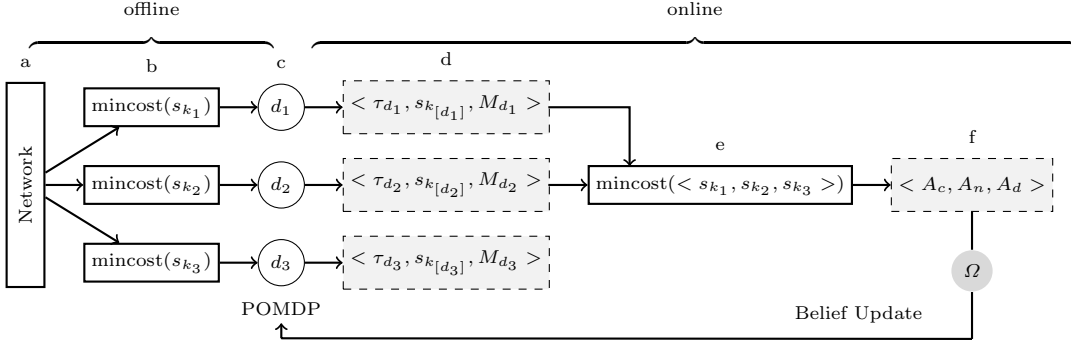 offline
online
a
b
c
d
e
f
Network
mincost(s_{k_1})
d_1
< τ_{d_1}, s_{k_{[d_1]}}, M_{d_1} >
mincost(s_{k_2})
d_2
< τ_{d_2}, s_{k_{[d_2]}}, M_{d_2} >
mincost(< s_{k_1}, s_{k_2}, s_{k_3} >)
< A_c, A_n, A_d >
mincost(s_{k_3})
d_3
< τ_{d_3}, s_{k_{[d_3]}}, M_{d_3} >
Ω
POMDP
Belief Update